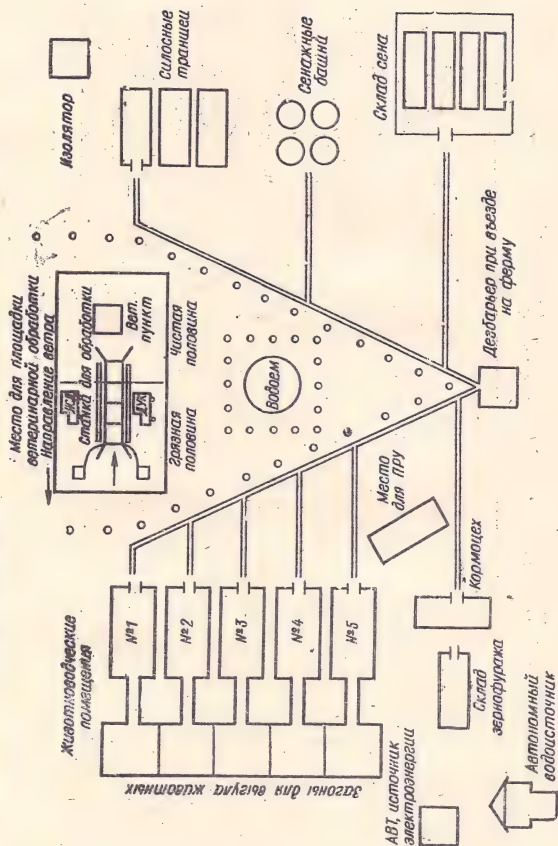 Место для площадки
ветеринарной обработки
Направление ветра
Станка для обработки
Вет.
пункт
Грязная
половина
Чистая
половина
Изолятор
Силосные
траншеи
Сенажные
башни
Склад сена
Водоем
Животноводческие
помещения
№1
№2
№3
№4
№5
Загоны для выгула животных
Место
для ПРУ
Дезбарьер при въезде
на ферму
Кормоцех
Склад
зернофуража
АВТ, источник
электроэнергии
Автономный
водоисточник